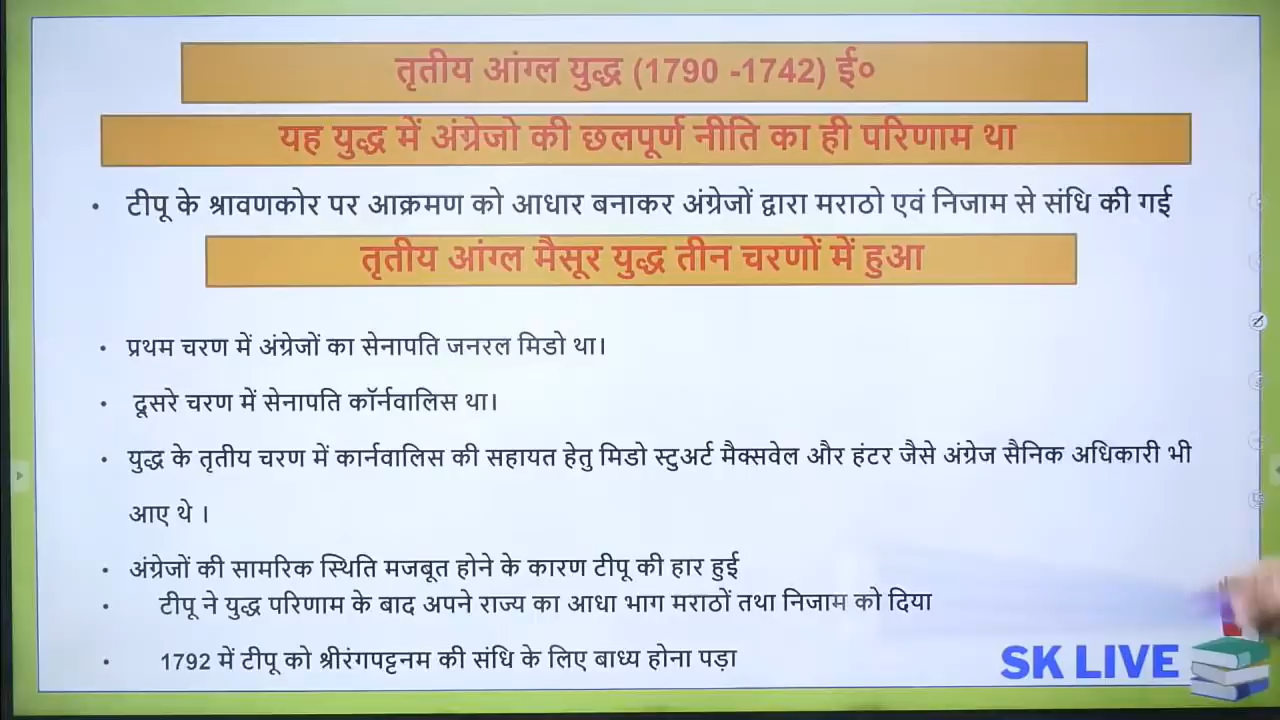 तृतीय आंग्ल युद्ध (1790 -1742) ई०
यह युद्ध में अंग्रेजो की छलपूर्ण नीति का ही परिणाम था
• टीपू के श्रावणकोर पर आक्रमण को आधार बनाकर अंग्रेजों द्वारा मराठो एवं निजाम से संधि की गई
तृतीय आंग्ल मैसूर युद्ध तीन चरणों में हुआ
• प्रथम चरण में अंग्रेजों का सेनापति जनरल मिडो था।
• दूसरे चरण में सेनापति कॉर्नवालिस था।
• युद्ध के तृतीय चरण में कार्नवालिस की सहायत हेतु मिडो स्टुअर्ट मैक्सवेल और हंटर जैसे अंग्रेज सैनिक अधिकारी भी
आए थे ।
• अंग्रेजों की सामरिक स्थिति मजबूत होने के कारण टीपू की हार हुई
• टीपू ने युद्ध परिणाम के बाद अपने राज्य का आधा भाग मराठों तथा निजाम को दिया
• 1792 में टीपू को श्रीरंगपट्टनम की संधि के लिए बाध्य होना पड़ा
SK LIVE